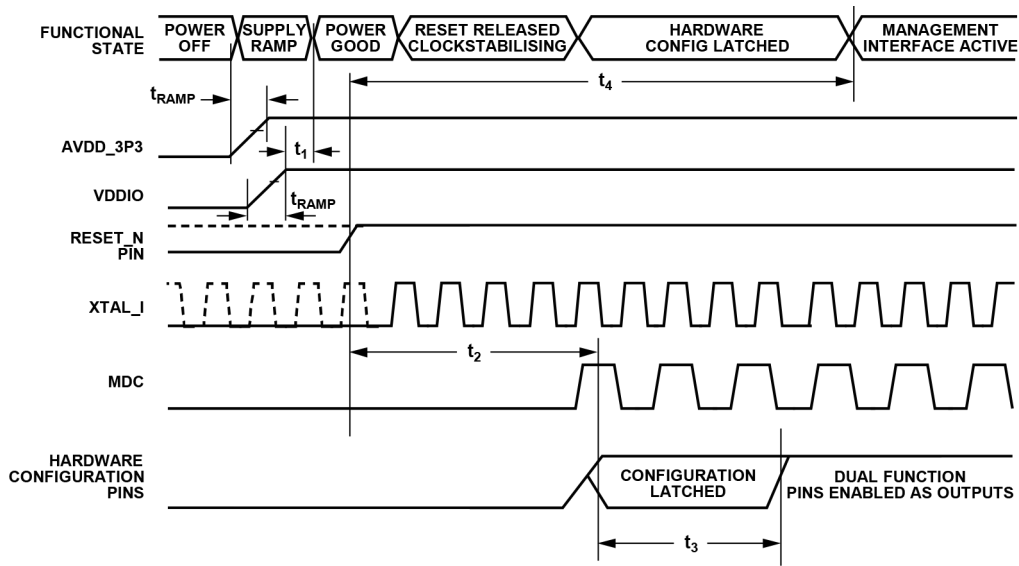 FUNCTIONAL
STATE
POWER
OFF
SUPPLY
RAMP
POWER
GOOD
RESET RELEASED
CLOCKSTABILISING
HARDWARE
CONFIG LATCHED
MANAGEMENT
INTERFACE ACTIVE
t4
tRAMP
AVDD_3P3
t1
VDDIO
tRAMP
RESET_N
PIN
XTAL_I
t2
MDC
HARDWARE
CONFIGURATION
PINS
CONFIGURATION
LATCHED
DUAL FUNCTION
PINS ENABLED AS OUTPUTS
t3